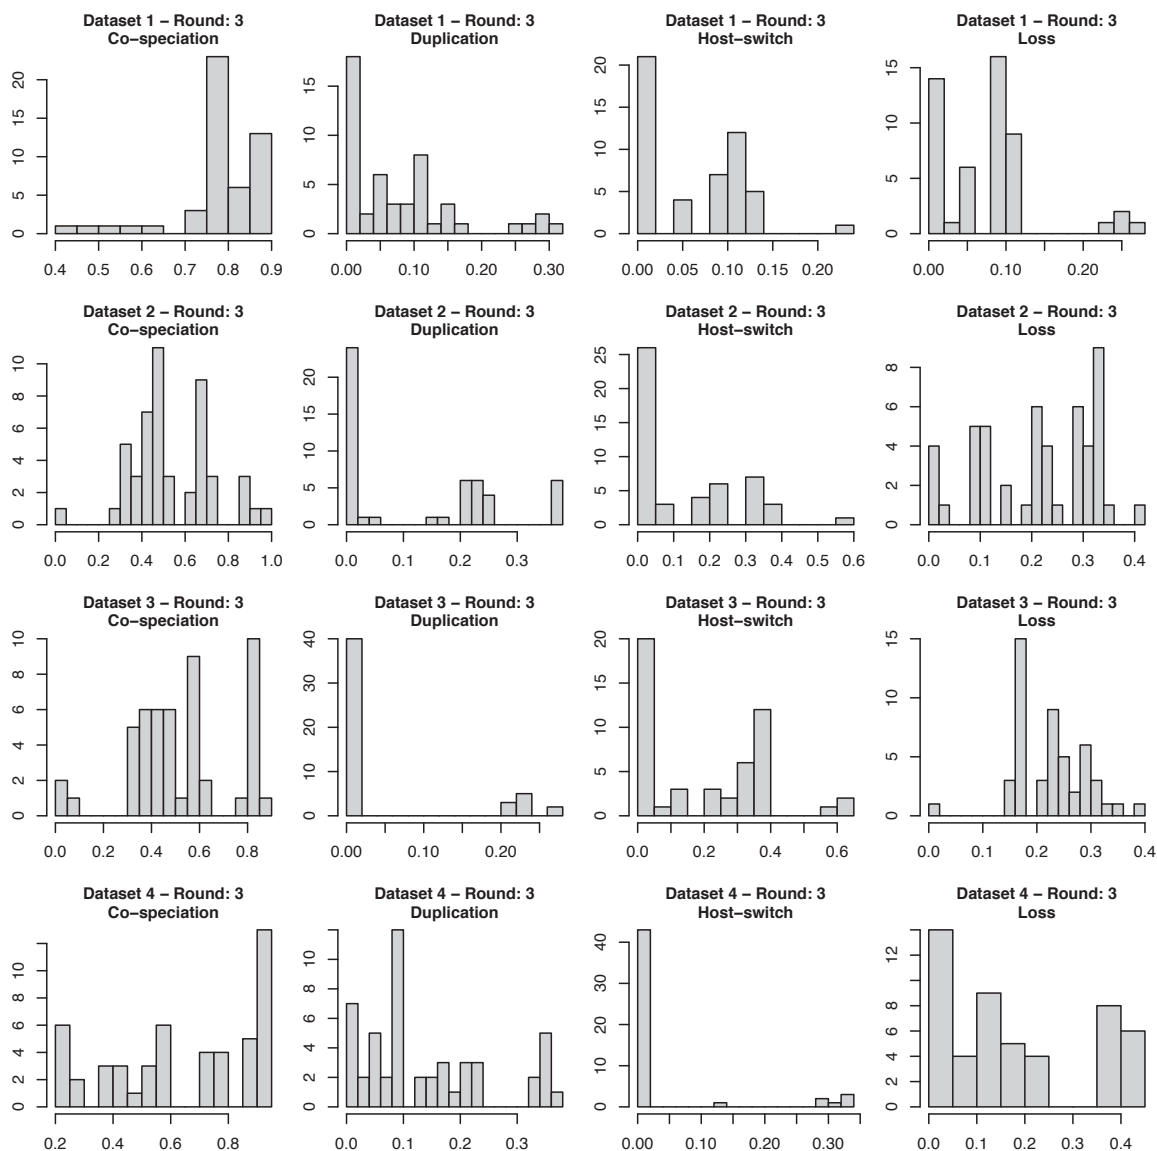 Dataset 1 – Round: 3
Co–speciation
0 5 10 15 20
0.4 0.5 0.6 0.7 0.8 0.9
Dataset 1 – Round: 3
Duplication
0 5 10 15
0.00 0.10 0.20 0.30
Dataset 1 – Round: 3
Host–switch
0 5 10 15 20
0.00 0.05 0.10 0.15 0.20
Dataset 1 – Round: 3
Loss
0 5 10 15
0.00 0.10 0.20
Dataset 2 – Round: 3
Co–speciation
0 2 4 6 8 10
0.0 0.2 0.4 0.6 0.8 1.0
Dataset 2 – Round: 3
Duplication
0 5 10 15 20
0.0 0.1 0.2 0.3
Dataset 2 – Round: 3
Host–switch
0 5 10 15 20 25
0.0 0.1 0.2 0.3 0.4 0.5 0.6
Dataset 2 – Round: 3
Loss
0 2 4 6 8
0.0 0.1 0.2 0.3 0.4
Dataset 3 – Round: 3
Co–speciation
0 2 4 6 8 10
0.0 0.2 0.4 0.6 0.8
Dataset 3 – Round: 3
Duplication
0 10 20 30 40
0.00 0.10 0.20
Dataset 3 – Round: 3
Host–switch
0 5 10 15 20
0.0 0.2 0.4 0.6
Dataset 3 – Round: 3
Loss
0 5 10 15
0.0 0.1 0.2 0.3 0.4
Dataset 4 – Round: 3
Co–speciation
0 2 4 6 8 10
0.2 0.4 0.6 0.8
Dataset 4 – Round: 3
Duplication
0 2 4 6 8 10
0.0 0.1 0.2 0.3
Dataset 4 – Round: 3
Host–switch
0 10 20 30 40
0.00 0.10 0.20 0.30
Dataset 4 – Round: 3
Loss
0 2 4 6 8 12
0.0 0.1 0.2 0.3 0.4